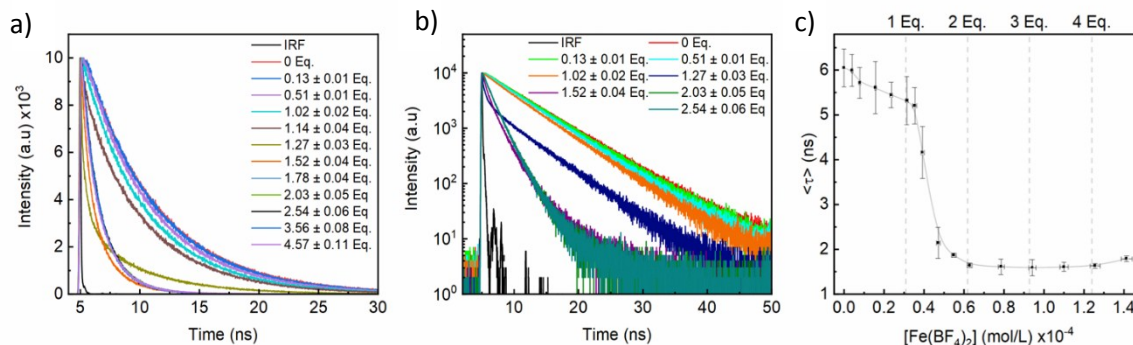 a)
Intensity (a.u) x10³
10
8
6
4
2
0
5
10
15
20
25
30
Time (ns)
IRF
0 Eq.
0.13 ± 0.01 Eq.
0.51 ± 0.01 Eq.
1.02 ± 0.02 Eq.
1.14 ± 0.04 Eq.
1.27 ± 0.03 Eq.
1.52 ± 0.04 Eq.
1.78 ± 0.04 Eq.
2.03 ± 0.05 Eq.
2.54 ± 0.06 Eq.
3.56 ± 0.08 Eq.
4.57 ± 0.11 Eq.
b)
Intensity (a.u)
10⁵
10⁴
10³
10²
10¹
10⁰
10
20
30
40
50
Time (ns)
IRF
0 Eq.
0.13 ± 0.01 Eq.
0.51 ± 0.01 Eq.
1.02 ± 0.02 Eq.
1.27 ± 0.03 Eq.
1.52 ± 0.04 Eq.
2.03 ± 0.05 Eq
2.54 ± 0.06 Eq.
c)
1 Eq. 2 Eq. 3 Eq. 4 Eq.
<τ> (ns)
6
5
4
3
2
1
0.0 0.2 0.4 0.6 0.8 1.0 1.2 1.4
[Fe(BF₄)₂] (mol/L) x10⁻⁴